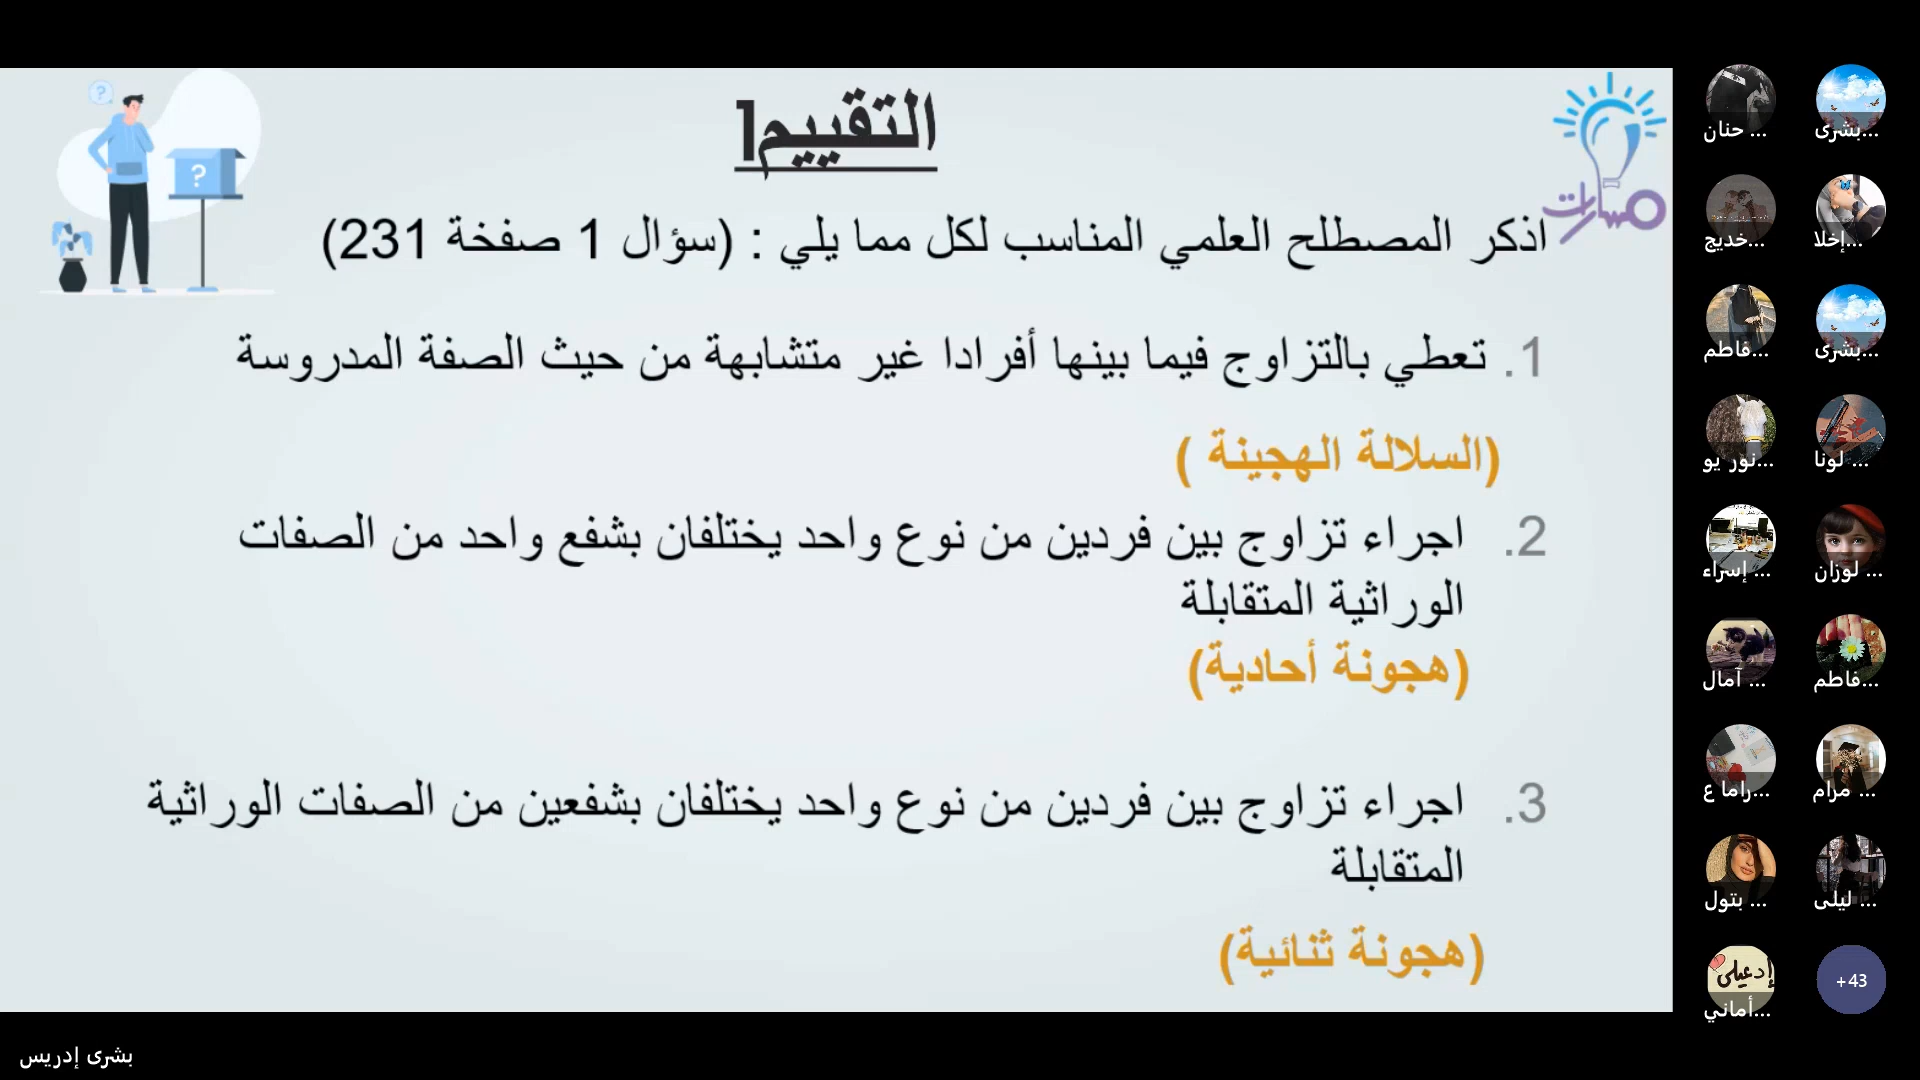 التقييم1
مسارات
اذكر المصطلح العلمي المناسب لكل مما يلي : (سؤال 1 صفخة 231)
1. تعطي بالتزاوج فيما بينها أفرادا غير متشابهة من حيث الصفة المدروسة
(السلالة الهجينة )
2. اجراء تزاوج بين فردين من نوع واحد يختلفان بشفع واحد من الصفات
الوراثية المتقابلة
(هجونة أحادية)
3. اجراء تزاوج بين فردين من نوع واحد يختلفان بشفعين من الصفات الوراثية
المتقابلة
(هجونة ثنائية)
?
?
حنان ...
بشرى...
خديج...
إخلا...
فاطم...
بشرى...
نور يو...
لونا ...
إسراء ...
لوزان ...
آمال ...
فاطم...
راما ع...
مرام ...
بتول ...
ليلى ...
إدعيلي
أماني...
+43
بشرى إدريس